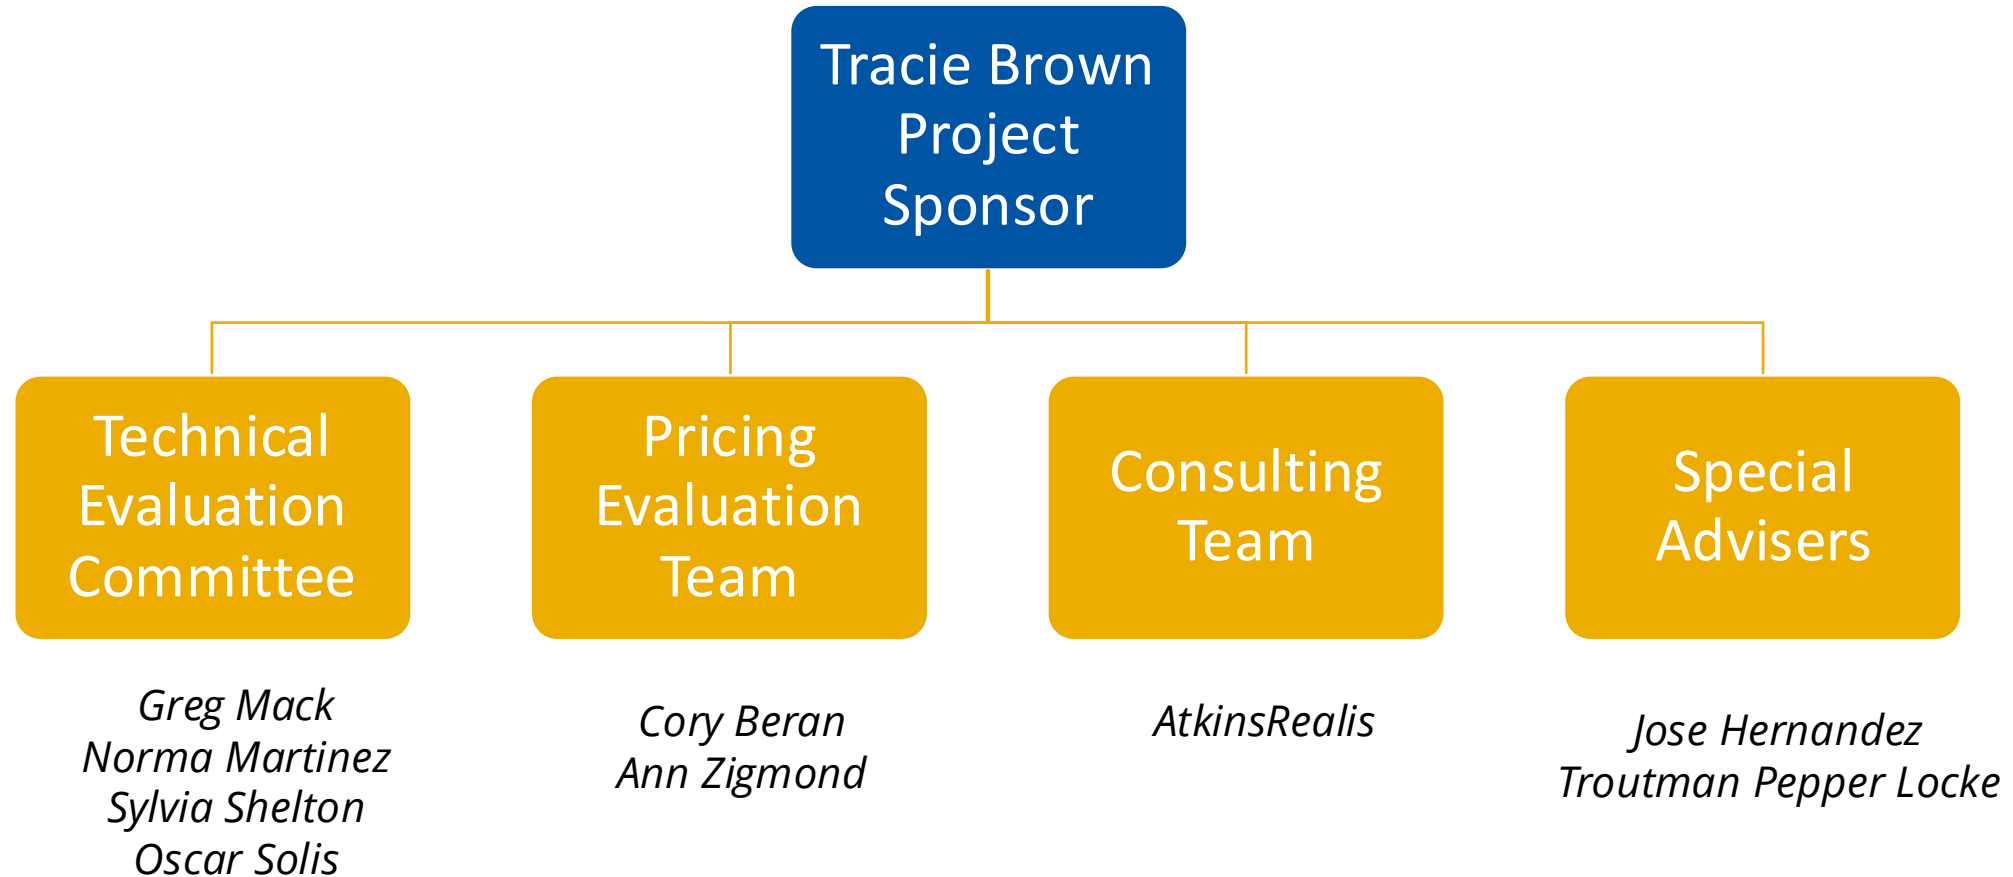 Tracie Brown
Project
Sponsor
Technical
Evaluation
Committee
Pricing
Evaluation
Team
Consulting
Team
Special
Advisers
Greg Mack
Norma Martinez
Sylvia Shelton
Oscar Solis
Cory Beran
Ann Zigmond
AtkinsRealis
Jose Hernandez
Troutman Pepper Locke